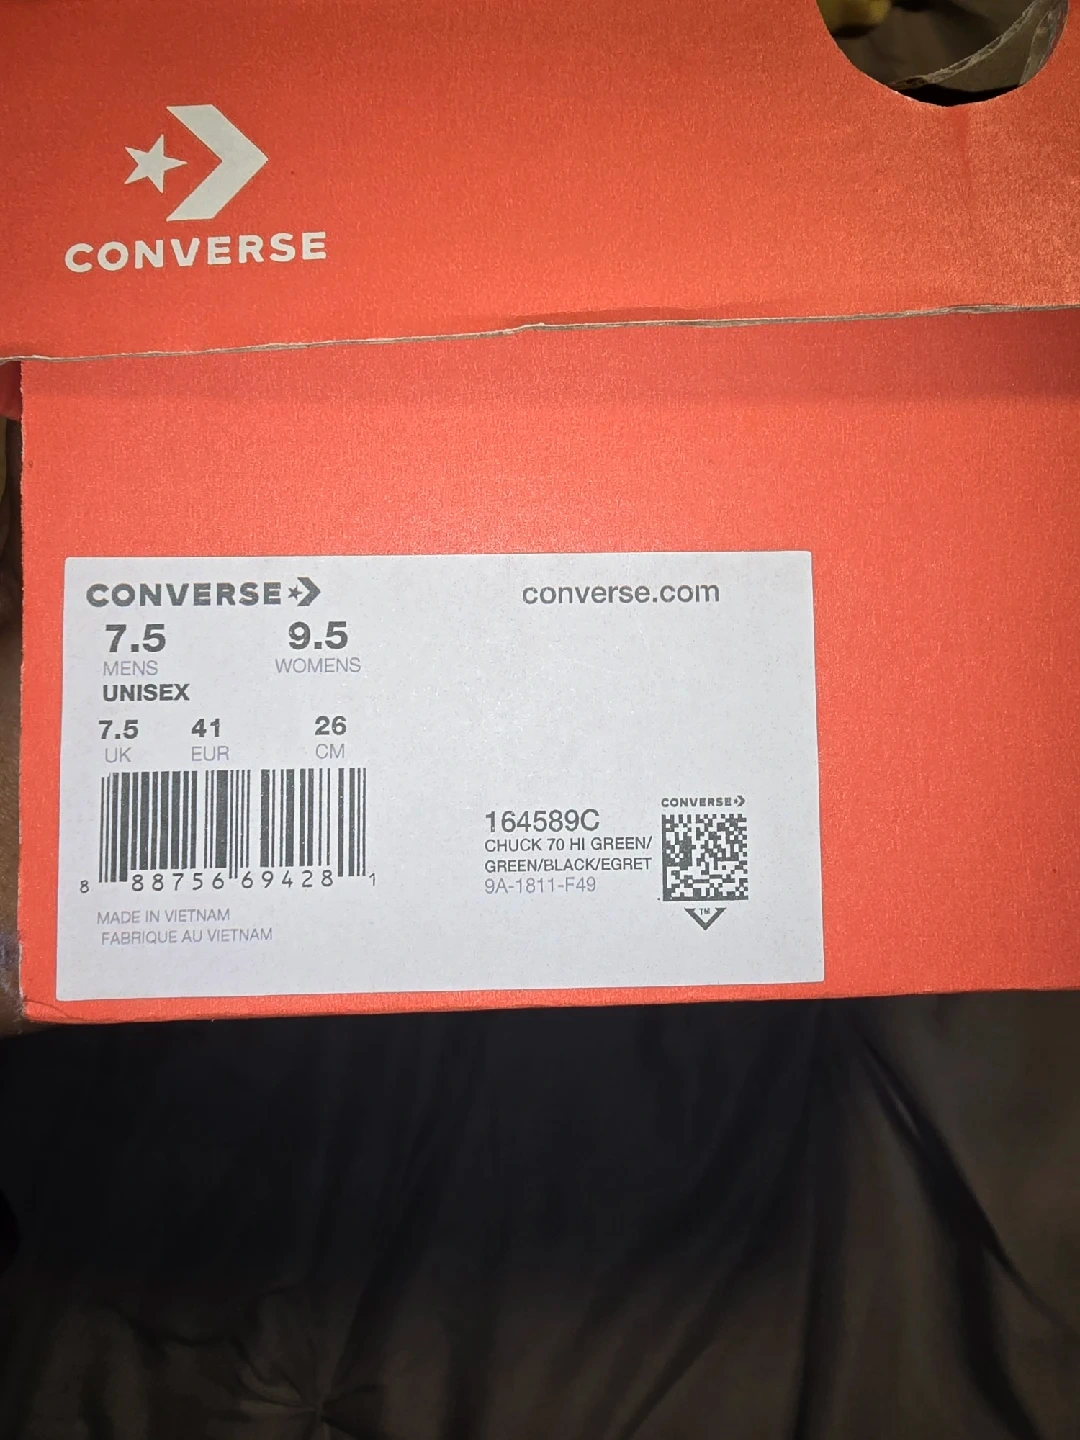 CONVERSE
CONVERSE
converse.com
7.5 9.5
MENS WOMENS
UNISEX
7.5 41 26
UK EUR CM
8 88756 69428 1
MADE IN VIETNAM
FABRIQUE AU VIETNAM
CONVERSE
164589C
CHUCK 70 HI GREEN/
GREEN/BLACK/EGRET
9A-1811-F49
TM